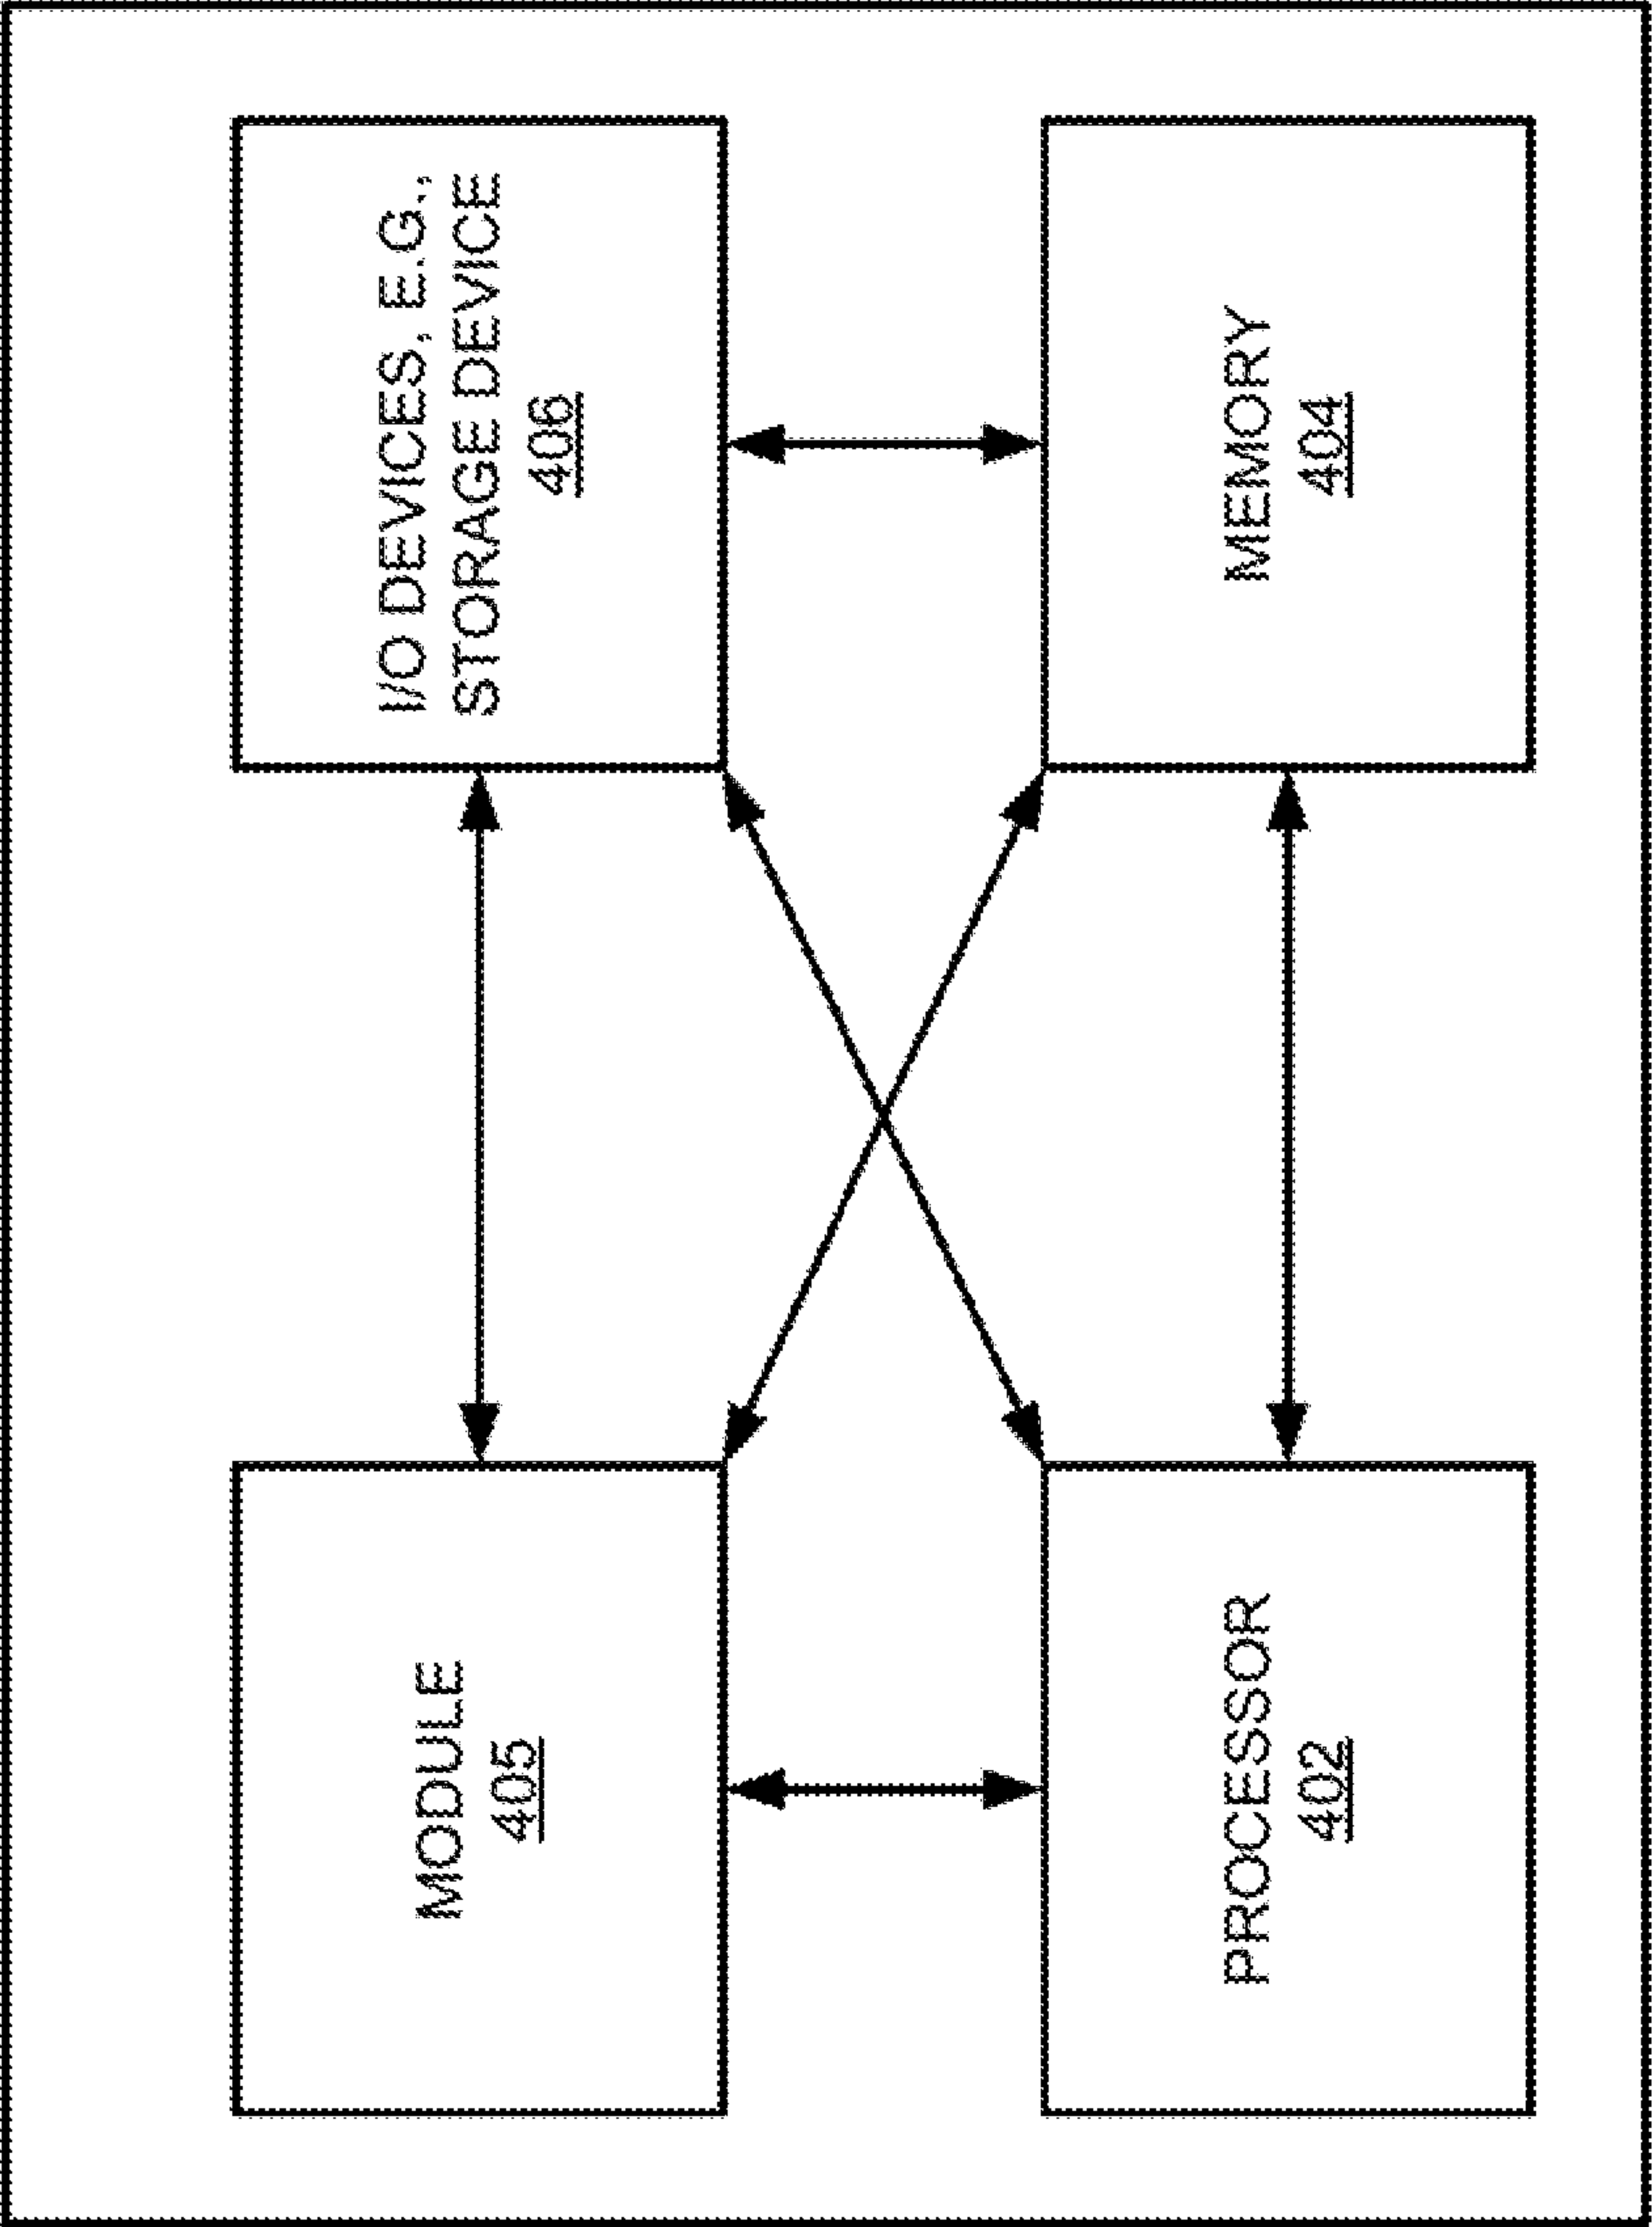 MODULE
405
I/O DEVICES, E.G.,
STORAGE DEVICE
406
PROCESSOR
402
MEMORY
404